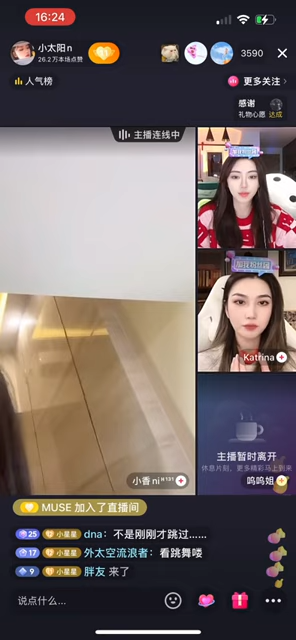 16:24
小太阳n
26.2万本场点赞
3590
人气榜
更多关注
感谢
礼物心愿 达成
主播连线中
Katrina
主播暂时离开
休息片刻，更多精彩马上到来
小香ni
呜呜姐
MUSE 加入了直播间
25 小星星 dna：不是刚刚才跳过……
17 小星星 外太空流浪者：看跳舞喽
9 小星星 胖友 来了
说点什么...